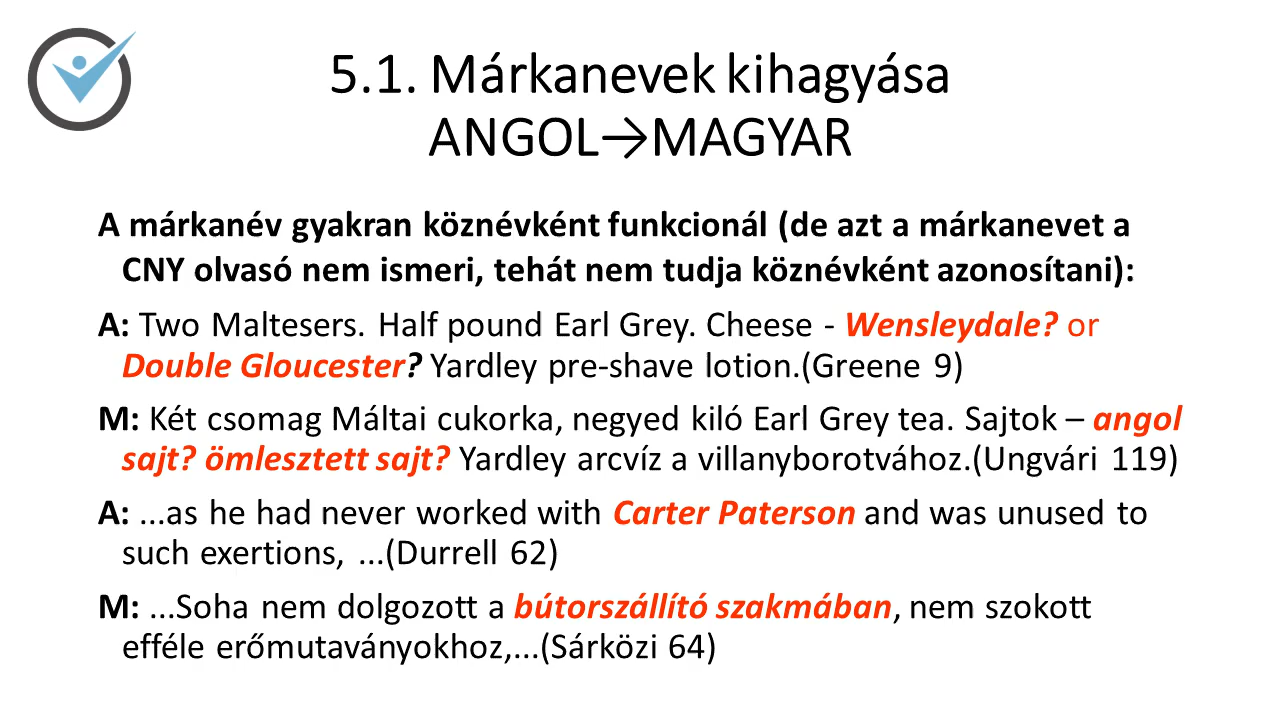 5.1. Márkanevek kihagyása
ANGOL→MAGYAR
A márkanév gyakran köznévként funkcionál (de azt a márkanevet a
CNY olvasó nem ismeri, tehát nem tudja köznévként azonosítani):
A: Two Maltesers. Half pound Earl Grey. Cheese - Wensleydale? or
Double Gloucester? Yardley pre-shave lotion.(Greene 9)
M: Két csomag Máltai cukorka, negyed kiló Earl Grey tea. Sajtok – angol
sajt? ömlesztett sajt? Yardley arcvíz a villanyborotvához.(Ungvári 119)
A: ...as he had never worked with Carter Paterson and was unused to
such exertions, ...(Durrell 62)
M: ...Soha nem dolgozott a bútorszállító szakmában, nem szokott
efféle erőmutaványokhoz,...(Sárközi 64)